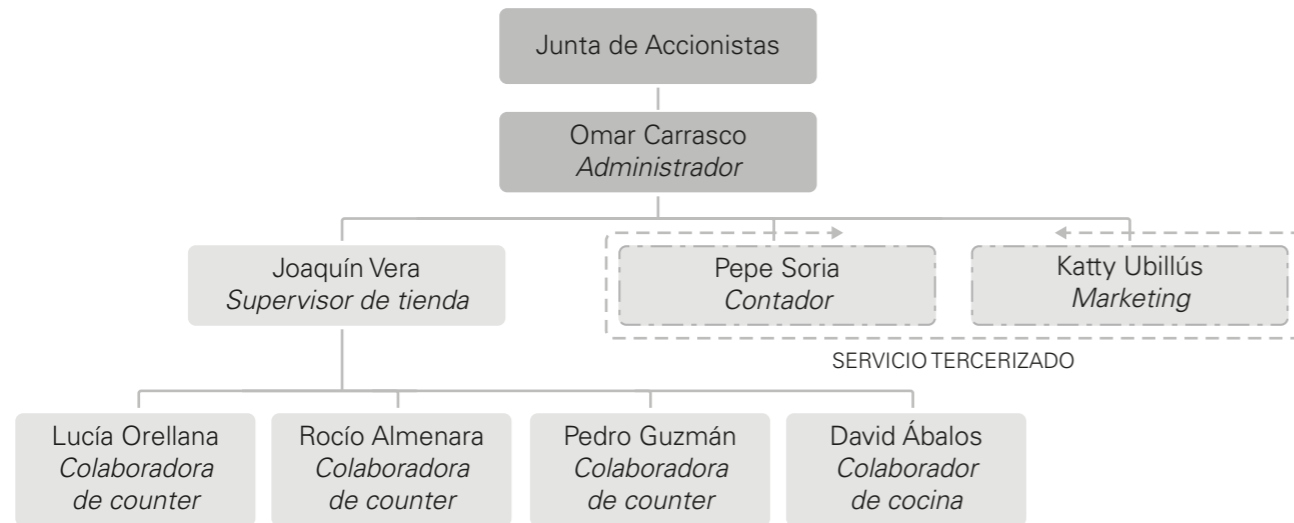 Junta de Accionistas
Omar Carrasco
Administrador
Joaquín Vera
Supervisor de tienda
Pepe Soria
Contador
Katty Ubillús
Marketing
SERVICIO TERCERIZADO
Lucía Orellana
Colaboradora
de counter
Rocío Almenara
Colaboradora
de counter
Pedro Guzmán
Colaboradora
de counter
David Ábalos
Colaborador
de cocina